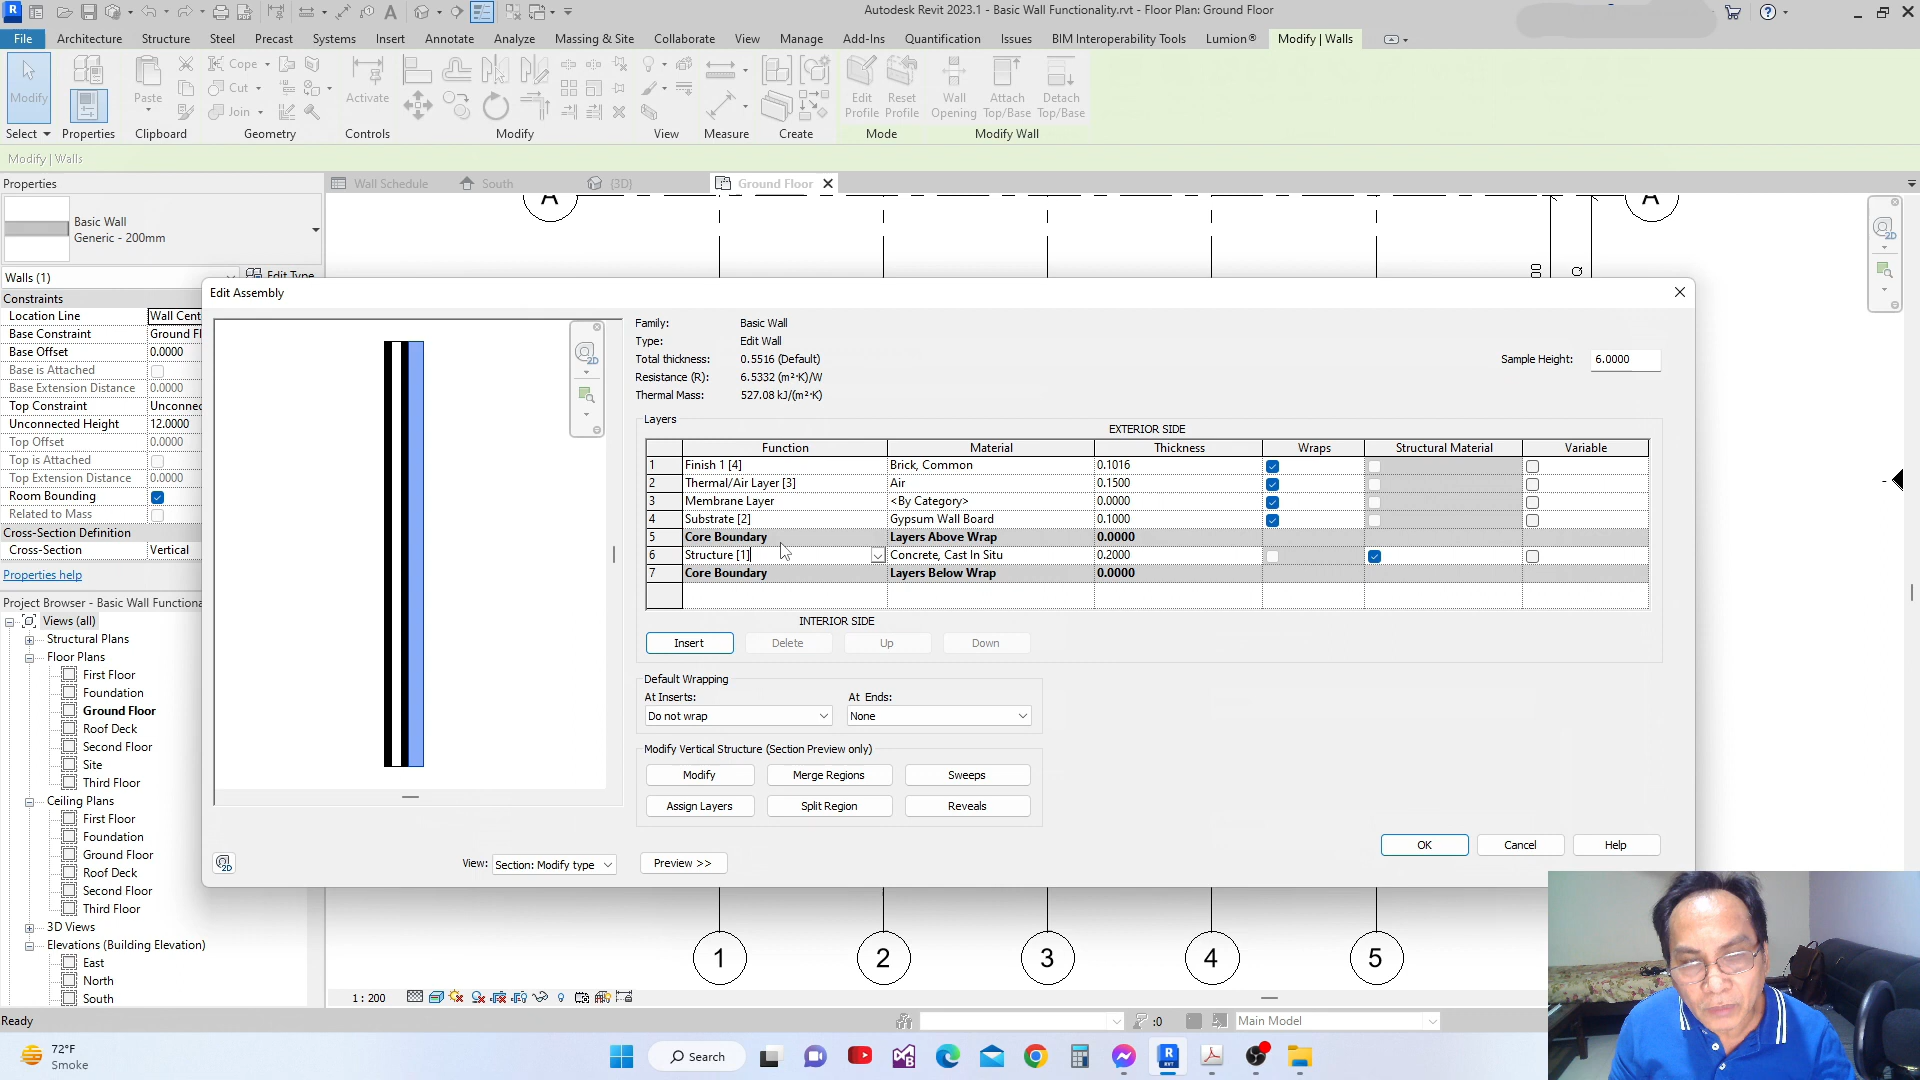 Autodesk Revit 2023.1 - Basic Wall Functionality.rvt - Floor Plan: Ground Floor
File Architecture Structure Steel Precast Systems Insert Annotate Analyze Massing & Site Collaborate View Manage Add-Ins Quantification Issues BIM Interoperability Tools Lumion® Modify | Walls
Modify Paste Cope Cut Join Activate Edit Profile Reset Profile Wall Opening Attach Top/Base Detach Top/Base
Select Properties Clipboard Geometry Controls Modify View Measure Create Mode Modify Wall
Modify | Walls
Properties
Wall Schedule South {3D} Ground Floor
A A
Basic Wall
Generic - 200mm
Walls (1) Edit Type
Constraints
Location Line Wall Cent
Base Constraint Ground Fl
Base Offset 0.0000
Base is Attached
Base Extension Distance 0.0000
Top Constraint Unconnec
Unconnected Height 12.0000
Top Offset 0.0000
Top is Attached
Top Extension Distance 0.0000
Room Bounding
Related to Mass
Cross-Section Definition
Cross-Section Vertical
Properties help
Project Browser - Basic Wall Functiona
Views (all)
Structural Plans
Floor Plans
First Floor
Foundation
Ground Floor
Roof Deck
Second Floor
Site
Third Floor
Ceiling Plans
First Floor
Foundation
Ground Floor
Roof Deck
Second Floor
Third Floor
3D Views
Elevations (Building Elevation)
East
North
South
Edit Assembly
Family: Basic Wall
Type: Edit Wall
Total thickness: 0.5516 (Default)
Resistance (R): 6.5332 (m²·K)/W
Thermal Mass: 527.08 kJ/(m²·K)
Sample Height: 6.0000
Layers
EXTERIOR SIDE
Function Material Thickness Wraps Structural Material Variable
1 Finish 1 [4] Brick, Common 0.1016
2 Thermal/Air Layer [3] Air 0.1500
3 Membrane Layer <By Category> 0.0000
4 Substrate [2] Gypsum Wall Board 0.1000
5 Core Boundary Layers Above Wrap 0.0000
6 Structure [1] Concrete, Cast In Situ 0.2000
7 Core Boundary Layers Below Wrap 0.0000
INTERIOR SIDE
Insert Delete Up Down
Default Wrapping
At Inserts: At Ends:
Do not wrap None
Modify Vertical Structure (Section Preview only)
Modify Merge Regions Sweeps
Assign Layers Split Region Reveals
OK Cancel Help
View: Section: Modify type Preview >>
1 2 3 4 5
1 : 200
Ready :0 Main Model
72°F
Smoke
Search